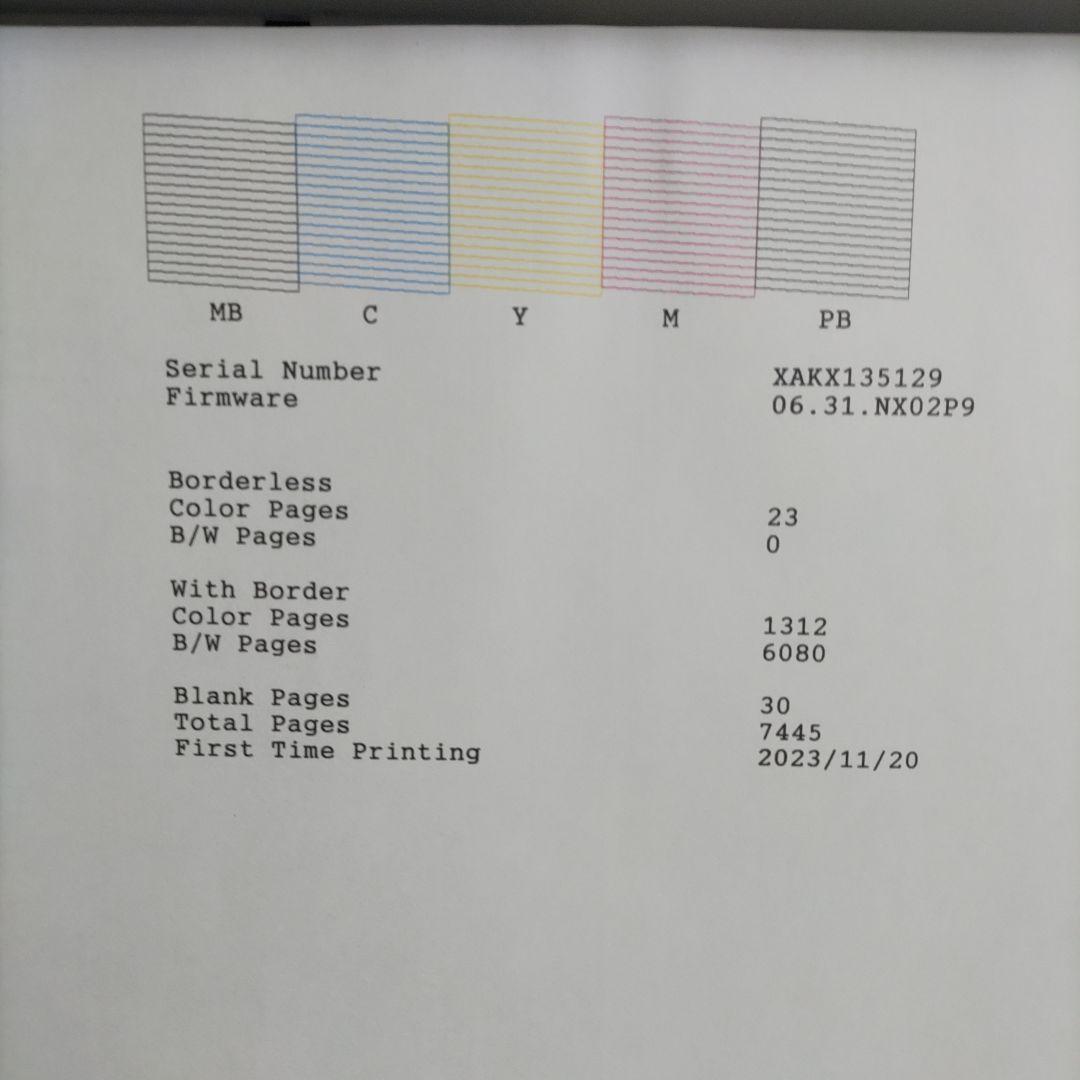 MB C Y M PB
Serial Number XAKX135129
Firmware 06.31.NX02P9
Borderless
Color Pages 23
B/W Pages 0
With Border
Color Pages 1312
B/W Pages 6080
Blank Pages 30
Total Pages 7445
First Time Printing 2023/11/20